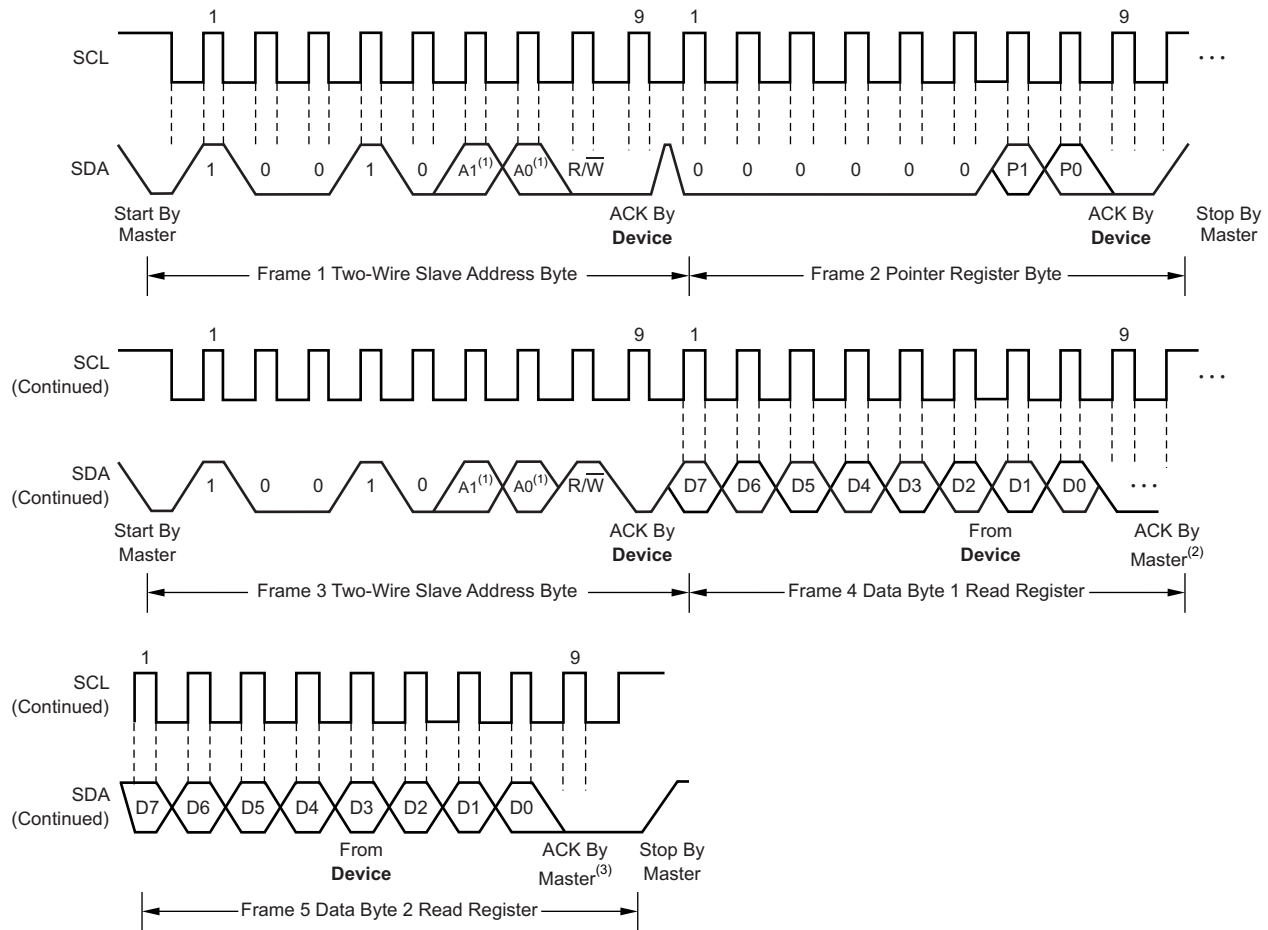 1 9 1 9
SCL
...
SDA
1 0 0 1 0 A1(1) A0(1) R/W 0 0 0 0 0 0 P1 P0
Start By
Master
ACK By
Device
ACK By
Device
Stop By
Master
Frame 1 Two-Wire Slave Address Byte
Frame 2 Pointer Register Byte
1 9 1 9
SCL
(Continued)
...
SDA
(Continued)
1 0 0 1 0 A1(1) A0(1) R/W D7 D6 D5 D4 D3 D2 D1 D0 ...
Start By
Master
ACK By
Device
From
Device
ACK By
Master(2)
Frame 3 Two-Wire Slave Address Byte
Frame 4 Data Byte 1 Read Register
1 9
SCL
(Continued)
SDA
(Continued)
D7 D6 D5 D4 D3 D2 D1 D0
From
Device
ACK By
Master(3)
Stop By
Master
Frame 5 Data Byte 2 Read Register